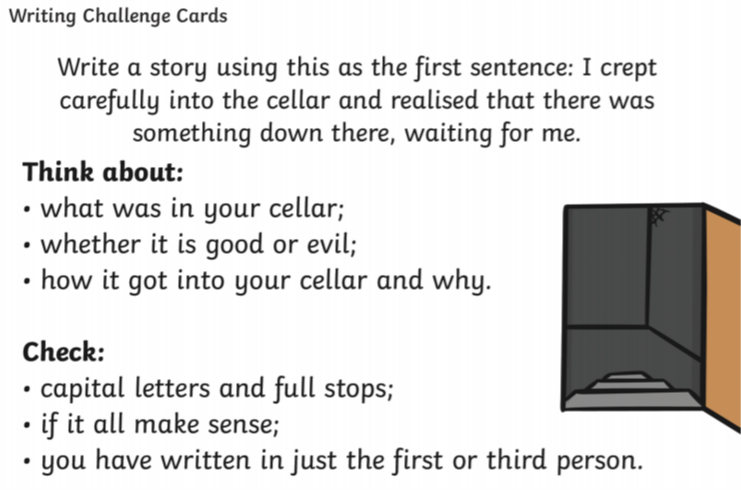 Writing Challenge Cards
Write a story using this as the first sentence: I crept
carefully into the cellar and realised that there was
something down there, waiting for me.
Think about:
• what was in your cellar;
• whether it is good or evil;
• how it got into your cellar and why.
Check:
• capital letters and full stops;
• if it all make sense;
• you have written in just the first or third person.